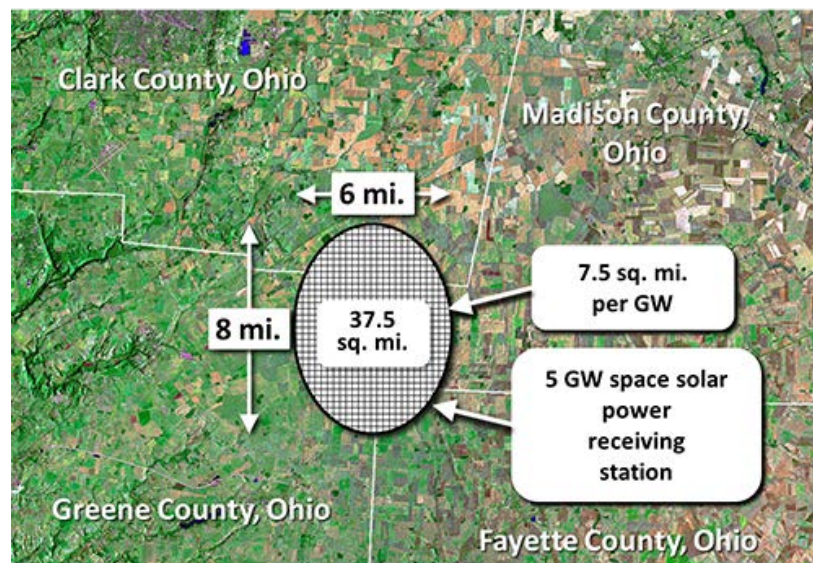 Clark County, Ohio
Madison County,
Ohio
6 mi.
7.5 sq. mi.
per GW
8 mi.
37.5
sq. mi.
5 GW space solar
power
receiving
station
Greene County, Ohio
Fayette County, Ohio